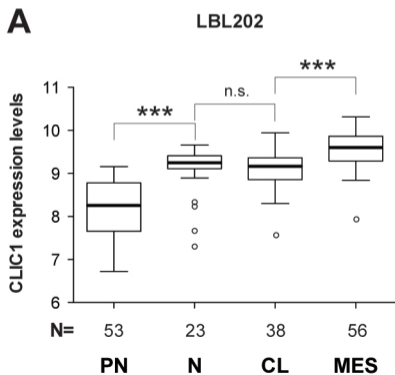 A
LBL202
***
n.s.
***
CLIC1 expression levels
11
10
9
8
7
6
N= 53 23 38 56
PN N CL MES